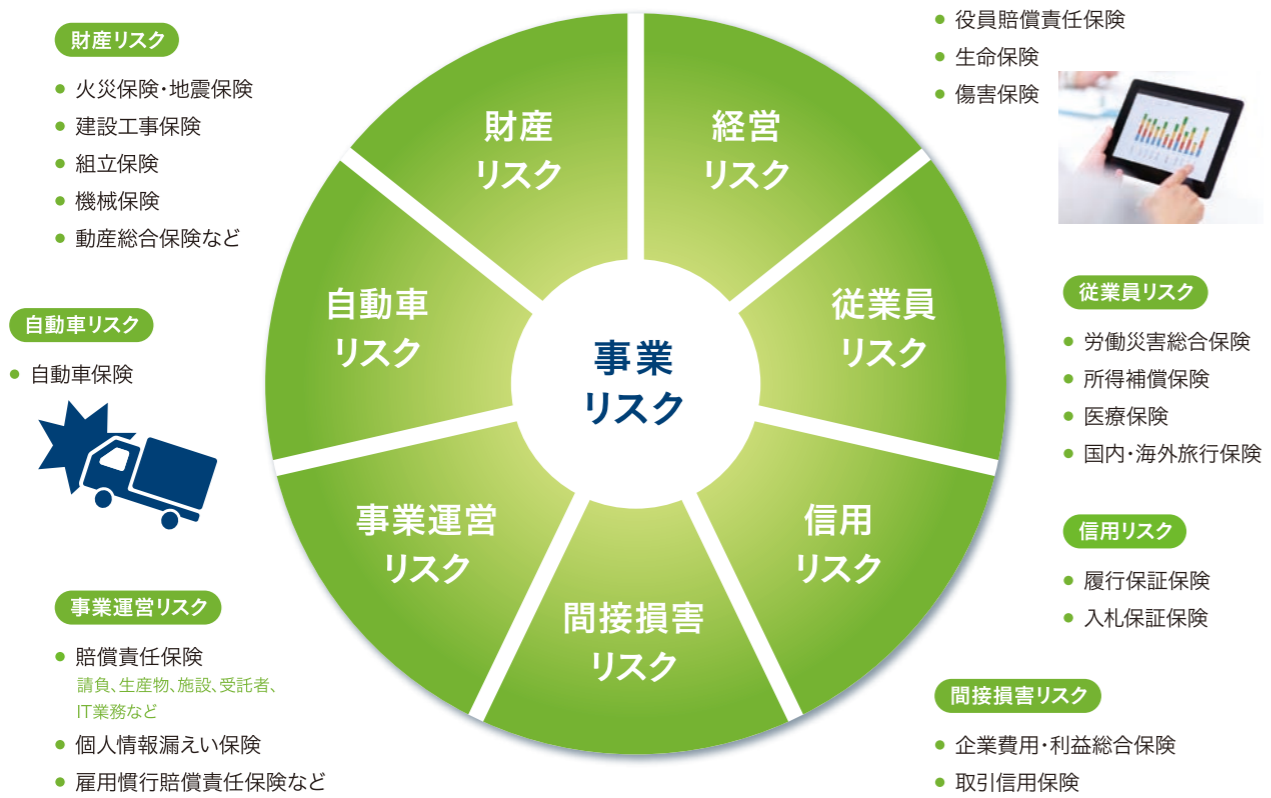 財産リスク
• 火災保険・地震保険
• 建設工事保険
• 組立保険
• 機械保険
• 動産総合保険など
自動車リスク
• 自動車保険
事業運営リスク
• 賠償責任保険
請負、生産物、施設、受託者、
IT業務など
• 個人情報漏えい保険
• 雇用慣行賠償責任保険など
財産
リスク
経営
リスク
自動車
リスク
従業員
リスク
事業
リスク
事業運営
リスク
信用
リスク
間接損害
リスク
• 役員賠償責任保険
• 生命保険
• 傷害保険
従業員リスク
• 労働災害総合保険
• 所得補償保険
• 医療保険
• 国内・海外旅行保険
信用リスク
• 履行保証保険
• 入札保証保険
間接損害リスク
• 企業費用・利益総合保険
• 取引信用保険